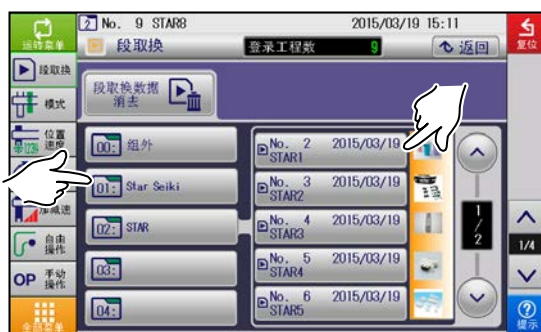 运转菜单
2 No. 9 STAR8
2015/03/19 15:11
复位
段取换
登录工程数
9
返回
段取换
段取换数据
消去
模式
位置
速度
00: 组外
01: Star Seiki
02: STAR
03:
04:
No. 2 2015/03/19
STAR1
No. 3 2015/03/19
STAR2
No. 4 2015/03/19
STAR3
No. 5 2015/03/19
STAR4
No. 6 2015/03/19
STAR5
1
/
2
加减速
自由
操作
OP 手动
操作
全部菜单
1/4
提示